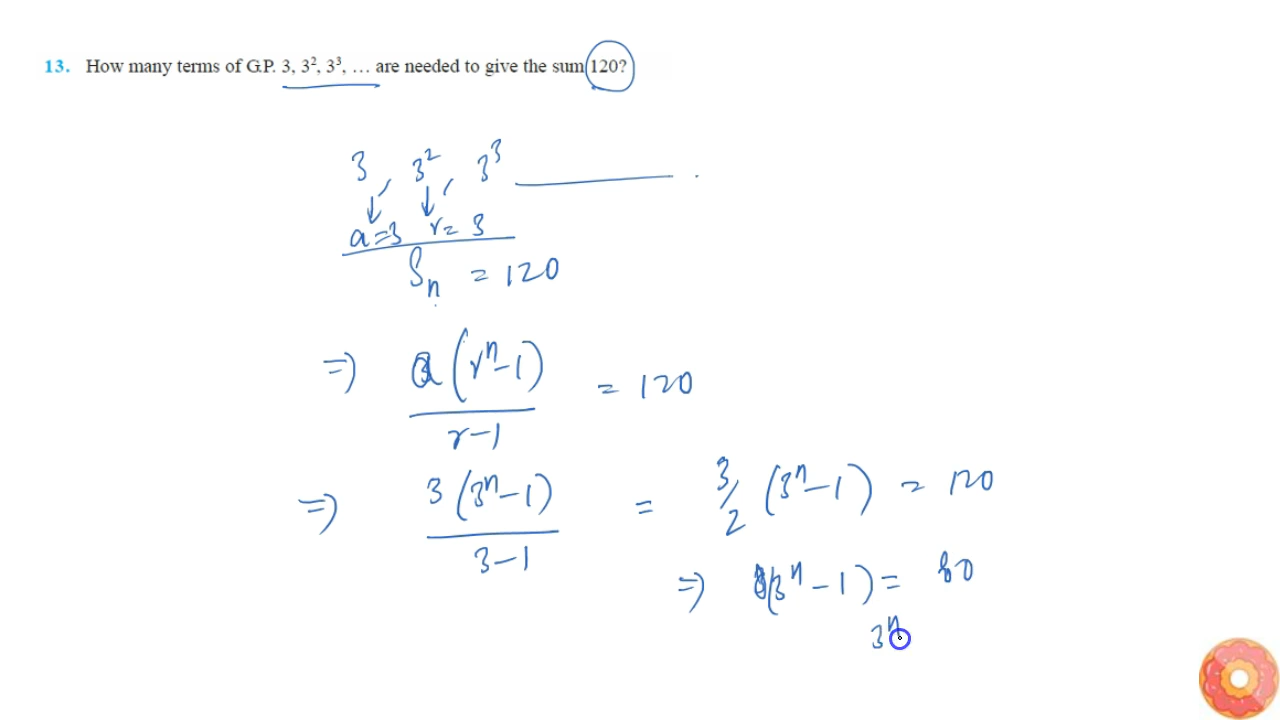 13. How many terms of G.P. 3, 3², 3³, … are needed to give the sum 120?
3, 3², 3³ ———— .
a=3 r= 3
Sₙ = 120
⇒ a(rⁿ-1) / r-1 = 120
⇒ 3(3ⁿ-1) / 3-1 = 3/2 (3ⁿ-1) = 120
⇒ (3ⁿ-1) = 80
3ⁿ